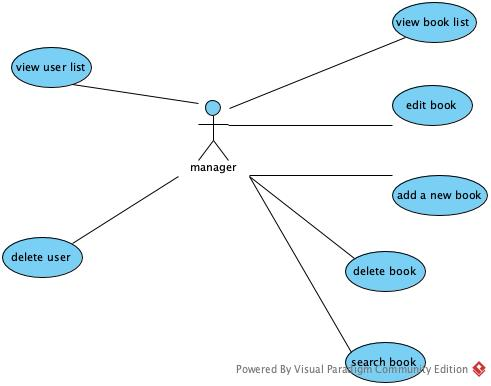 view book list
view user list
edit book
manager
add a new book
delete user
delete book
search book
Powered By Visual Paradigm Community Edition